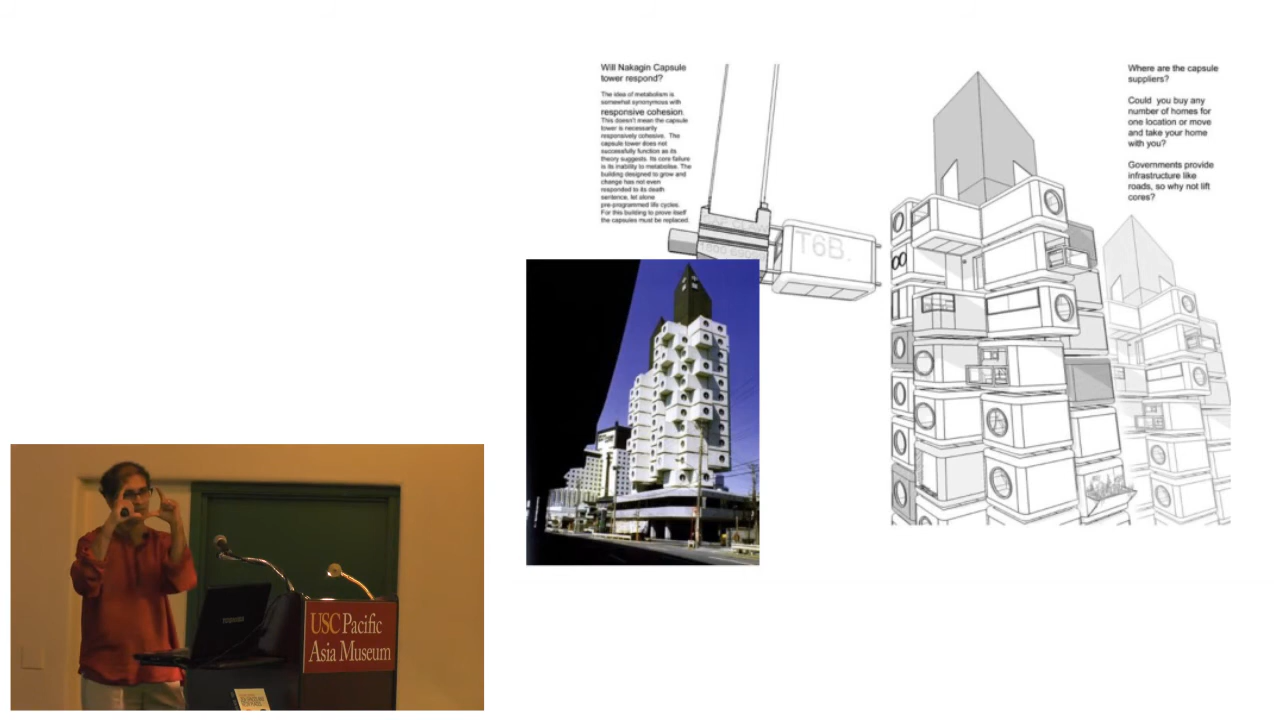 Will Nakagin Capsule
tower respond?
The idea of metabolism is
somewhat synonymous with
responsive cohesion.
This doesn't mean the capsule
tower is necessarily
responsively cohesive. The
capsule tower does not
successfully function as its
theory suggests. Its core failure
is its inability to metabolise. The
building designed to grow and
change has not even
responded to its death
sentence, let alone
pre-programmed life cycles.
For this building to prove itself
the capsules must be replaced.
T6B.
Where are the capsule
suppliers?
Could you buy any
number of homes for
one location or move
and take your home
with you?
Governments provide
infrastructure like
roads, so why not lift
cores?
USC Pacific
Asia Museum